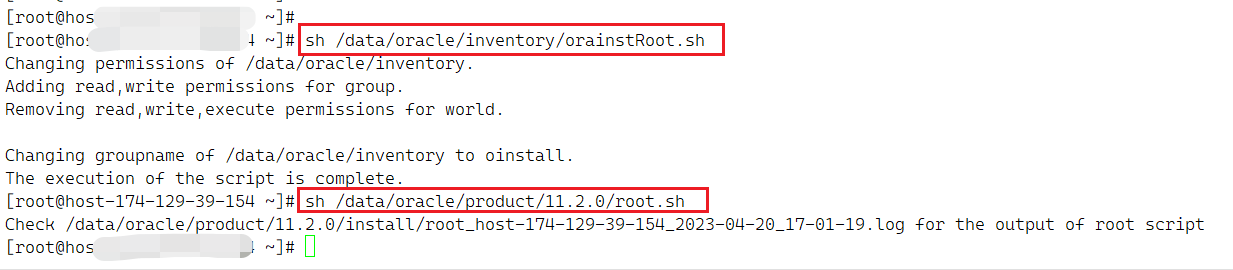 [root@hos ~]#
[root@hos 4 ~]# sh /data/oracle/inventory/orainstRoot.sh
Changing permissions of /data/oracle/inventory.
Adding read,write permissions for group.
Removing read,write,execute permissions for world.
Changing groupname of /data/oracle/inventory to oinstall.
The execution of the script is complete.
[root@host-174-129-39-154 ~]# sh /data/oracle/product/11.2.0/root.sh
Check /data/oracle/product/11.2.0/install/root_host-174-129-39-154_2023-04-20_17-01-19.log for the output of root script
[root@hos 4 ~]#